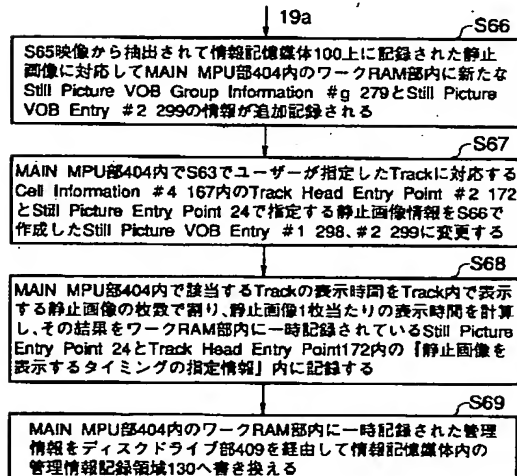 19a
S66
S65映像から抽出されて情報記憶媒体100上に記録された静止
画像に対応してMAIN MPU部404内のワークRAM部内に新たな
Still Picture VOB Group Information #g 279とStill Picture
VOB Entry #2 299の情報が追加記録される
S67
MAIN MPU部404内でS63でユーザーが指定したTrackに対応する
Cell Information #4 167内のTrack Head Entry Point #2 172
とStill Picture Entry Point 24で指定する静止画像情報をS66で
作成したStill Picture VOB Entry #1 298、#2 299に変更する
S68
MAIN MPU部404内で該当するTrackの表示時間をTrack内で表示
する静止画像の枚数で割り、静止画像1枚当たりの表示時間を計算
し、その結果をワークRAM部内に一時記録されているStill Picture
Entry Point 24とTrack Head Entry Point172内の『静止画像を
表示するタイミングの指定情報』内に記録する
S69
MAIN MPU部404内のワークRAM部内に一時記録された管理
情報をディスクドライブ部409を経由して情報記憶媒体内の
管理情報記録領域130へ書き換える